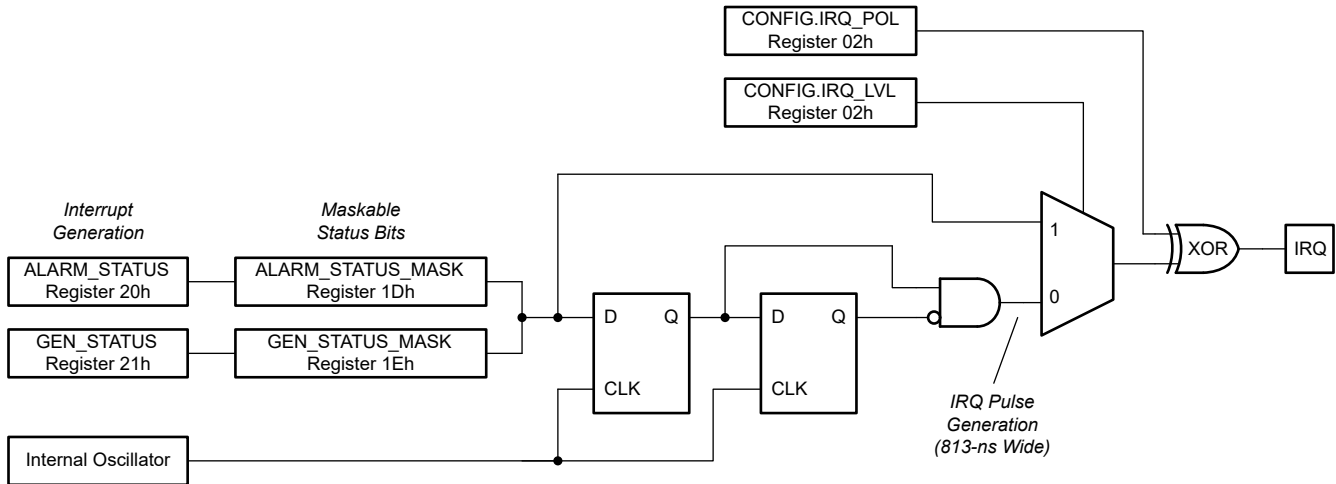 CONFIG.IRQ_POL
Register 02h
CONFIG.IRQ_LVL
Register 02h
Interrupt
Generation
Maskable
Status Bits
ALARM_STATUS
Register 20h
ALARM_STATUS_MASK
Register 1Dh
GEN_STATUS
Register 21h
GEN_STATUS_MASK
Register 1Eh
Internal Oscillator
D Q
CLK
D Q
CLK
1
0
XOR
IRQ
IRQ Pulse
Generation
(813-ns Wide)